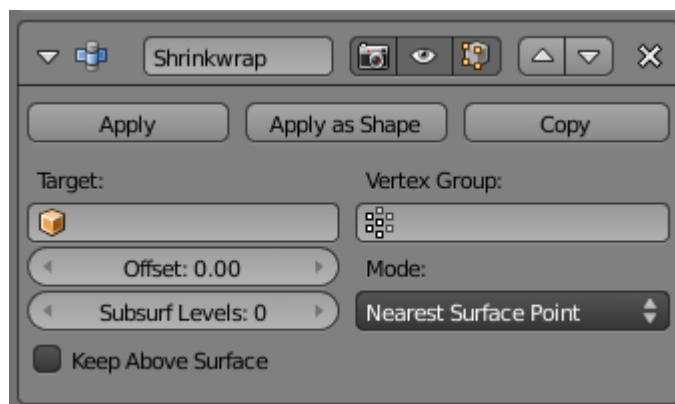 Shrinkwrap
Apply Apply as Shape Copy
Target: Vertex Group:
Offset: 0.00 Mode:
Subsurf Levels: 0 Nearest Surface Point
Keep Above Surface